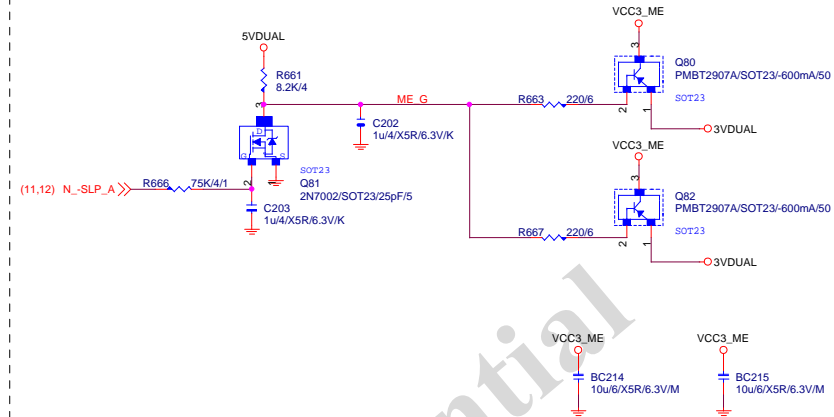 VCC3_ME
5VDUAL
3
Q80
PMBT2907A/SOT23/-600mA/50
SOT23
R661
8.2K/4
3
ME_G
R663 220/6
2
1
3VDUAL
D
G
S
C202
1u/4/X5R/6.3V/K
VCC3_ME
SOT23
Q81
2N7002/SOT23/25pF/5
2
1
(11,12) N_-SLP_A
R666 75K/4/1
C203
1u/4/X5R/6.3V/K
3
Q82
PMBT2907A/SOT23/-600mA/50
SOT23
R667 220/6
2
1
3VDUAL
VCC3_ME
VCC3_ME
BC214
10u/6/X5R/6.3V/M
BC215
10u/6/X5R/6.3V/M
ential